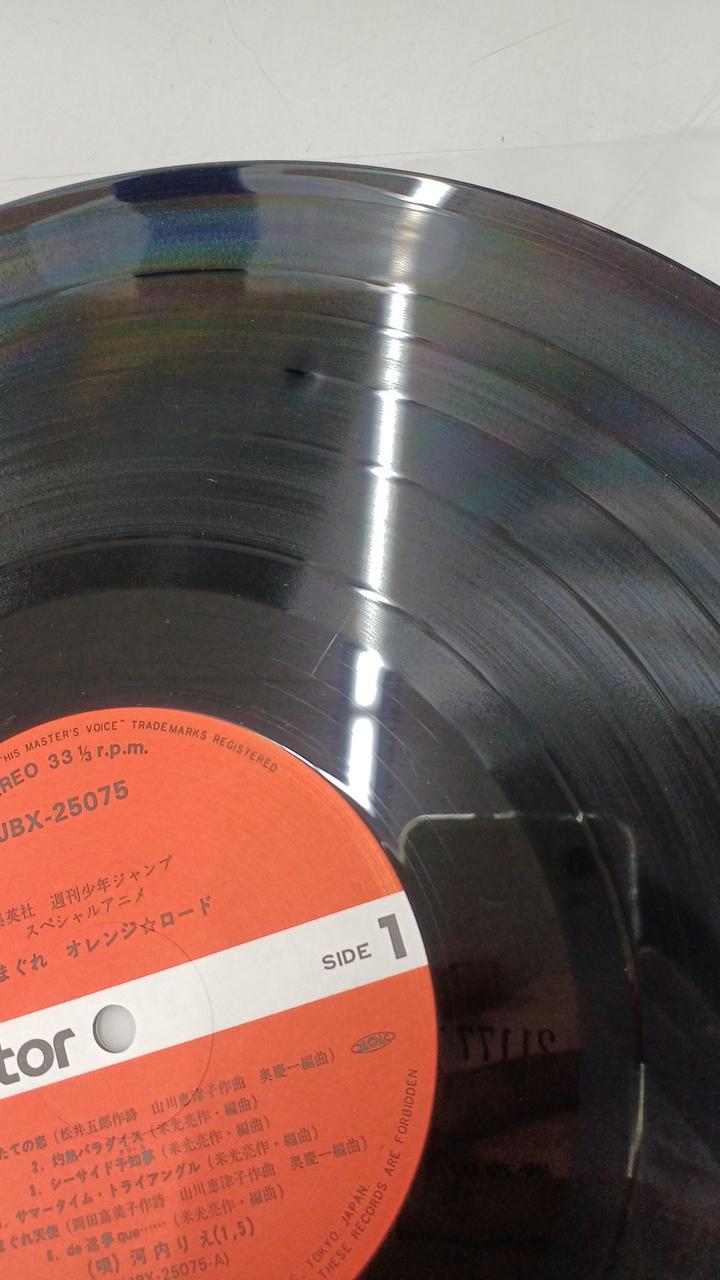 HIS MASTER'S VOICE™ TRADEMARKS REGISTERED
REO 33⅓ r.p.m.
JBX-25075
集英社 週刊少年ジャンプ
スペシャルアニメ
まぐれ オレンジ☆ロード
SIDE 1
tor
たての恋 (松井五郎作詩 山川恵津子作曲 奥慶一編曲)
2. 灼熱パラダイス (米光亮作・編曲)
3. シーサイド予知夢 (米光亮作・編曲)
. サマータイム・トライアングル (米光亮作・編曲)
まぐれ天使 (岡田富美子作詩 山川恵津子作曲 奥慶一編曲)
6. de 迷夢 que…… (米光亮作・編曲)
(唄) 河内りえ(1,5)
BX-25075-A)
C. TOKYO, JAPAN.
THESE RECORDS ARE FORBIDDEN
21177